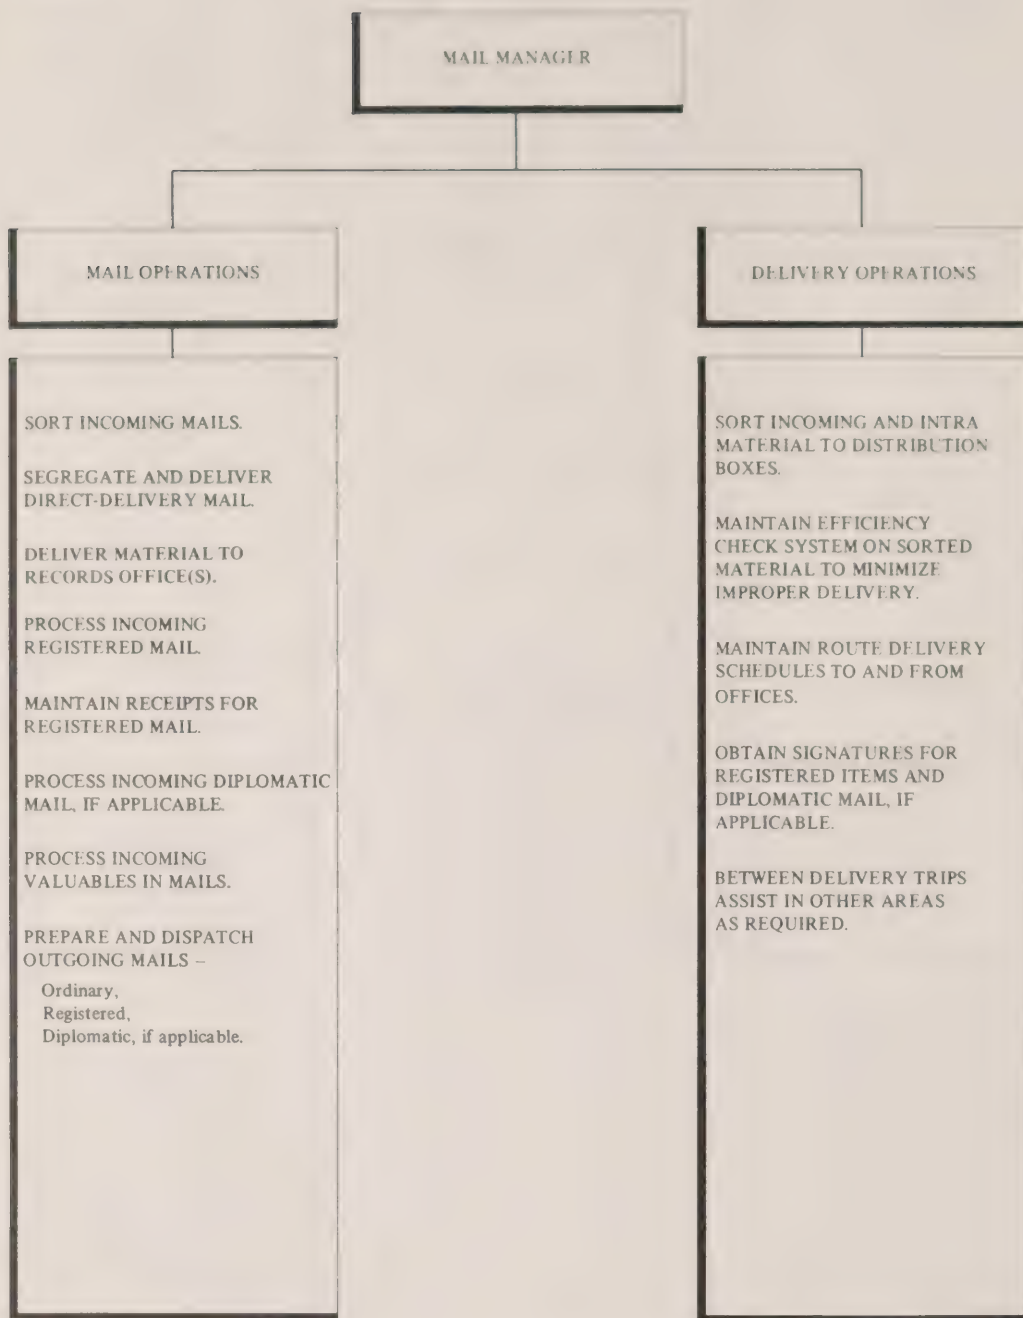 MAIL MANAGER
MAIL OPERATIONS
SORT INCOMING MAILS.
SEGREGATE AND DELIVER
DIRECT-DELIVERY MAIL.
DELIVER MATERIAL TO
RECORDS OFFICE(S).
PROCESS INCOMING
REGISTERED MAIL.
MAINTAIN RECEIPTS FOR
REGISTERED MAIL.
PROCESS INCOMING DIPLOMATIC
MAIL, IF APPLICABLE.
PROCESS INCOMING
VALUABLES IN MAILS.
PREPARE AND DISPATCH
OUTGOING MAILS –
Ordinary,
Registered,
Diplomatic, if applicable.
DELIVERY OPERATIONS
SORT INCOMING AND INTRA
MATERIAL TO DISTRIBUTION
BOXES.
MAINTAIN EFFICIENCY
CHECK SYSTEM ON SORTED
MATERIAL TO MINIMIZE
IMPROPER DELIVERY.
MAINTAIN ROUTE DELIVERY
SCHEDULES TO AND FROM
OFFICES.
OBTAIN SIGNATURES FOR
REGISTERED ITEMS AND
DIPLOMATIC MAIL, IF
APPLICABLE.
BETWEEN DELIVERY TRIPS
ASSIST IN OTHER AREAS
AS REQUIRED.